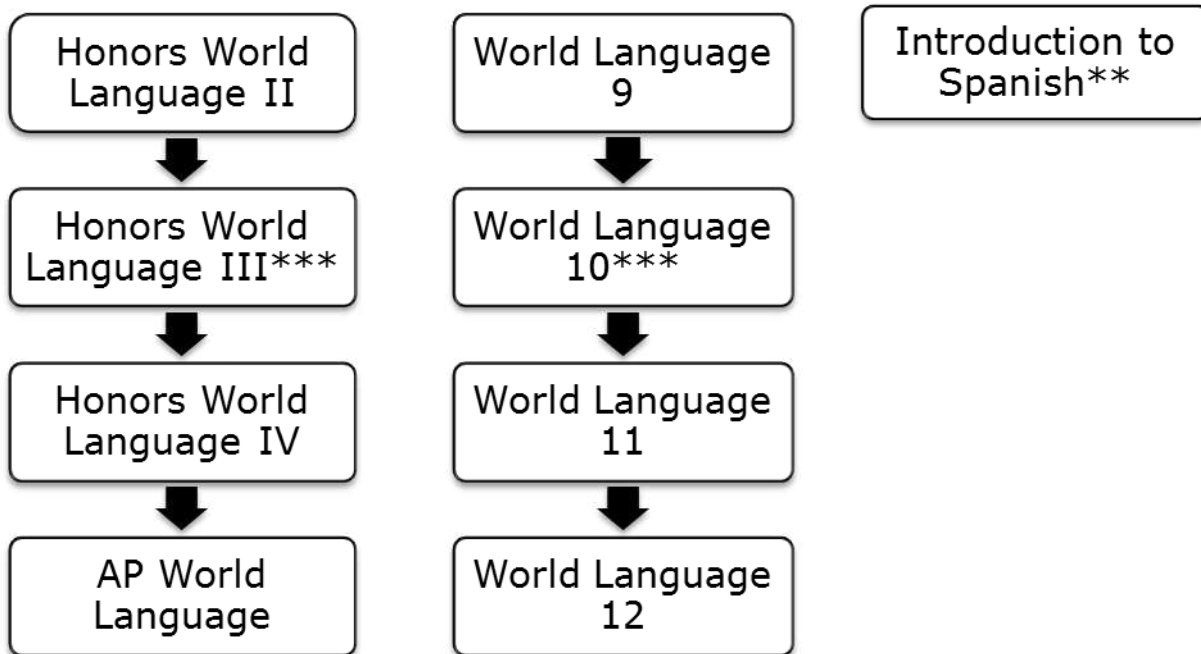 Honors World
Language II
Honors World
Language III***
Honors World
Language IV
AP World
Language
World Language
9
World Language
10***
World Language
11
World Language
12
Introduction to
Spanish**